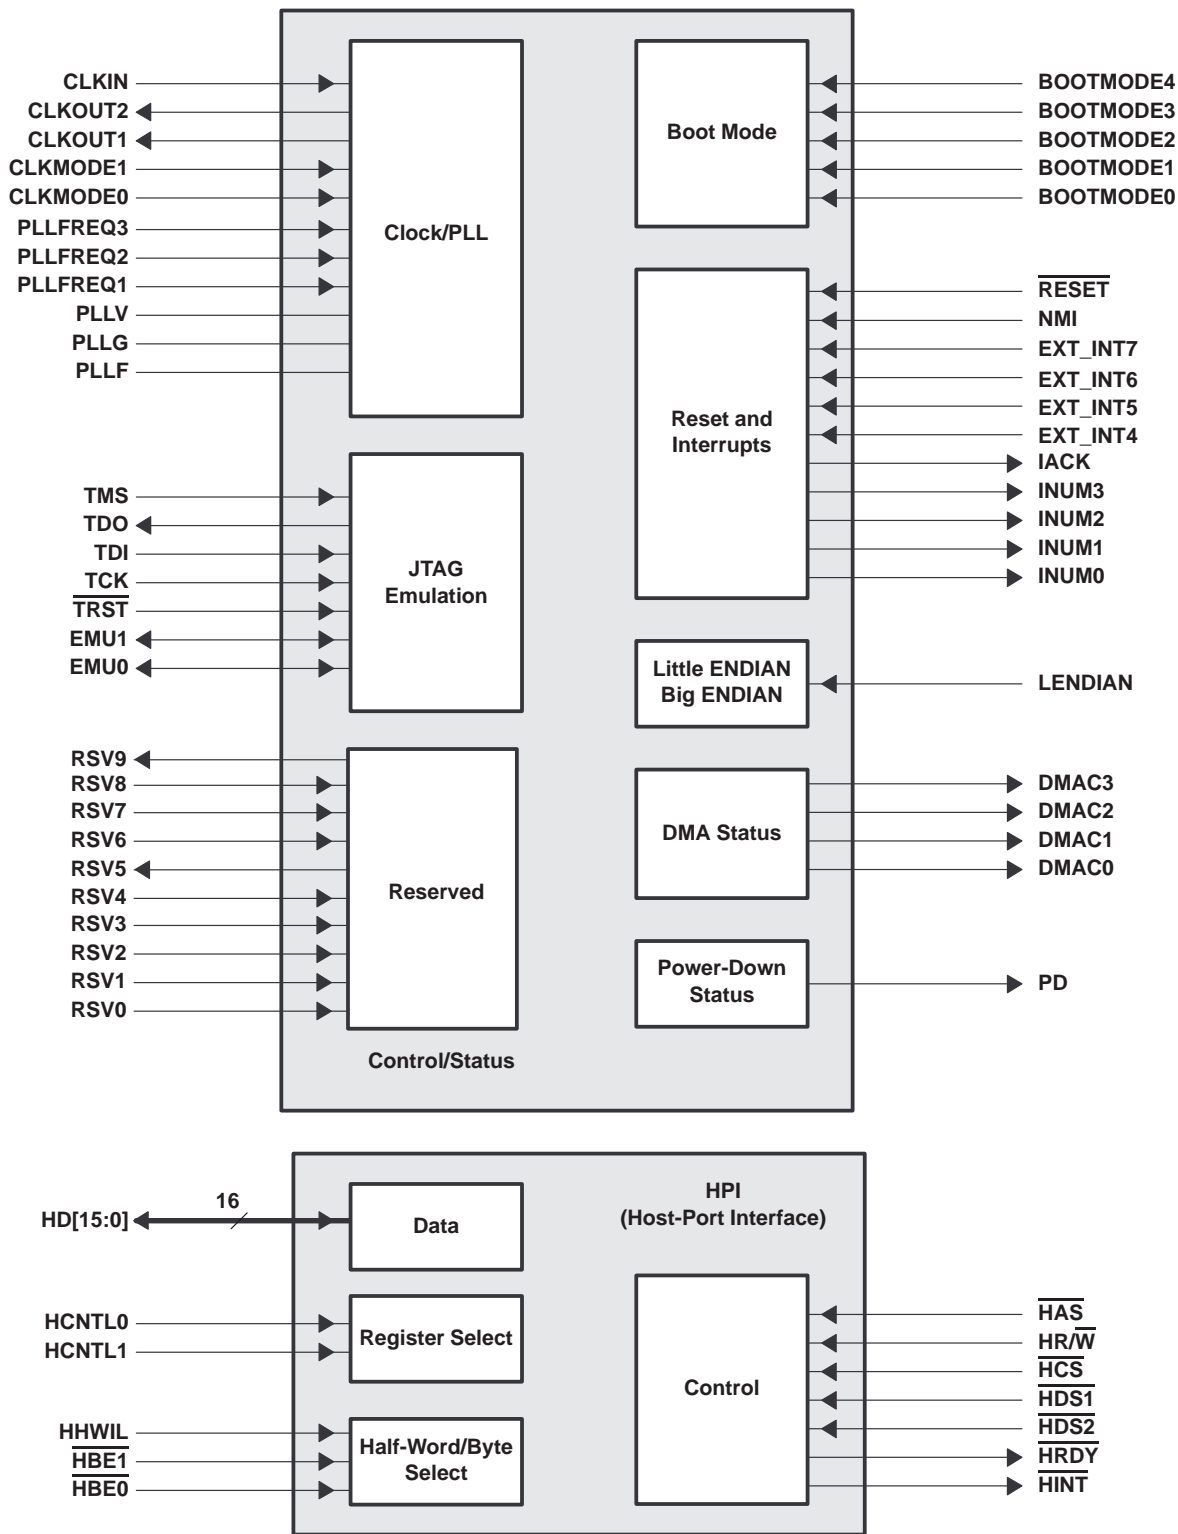 CLKIN
CLKOUT2
CLKOUT1
CLKMODE1
CLKMODE0
PLLFREQ3
PLLFREQ2
PLLFREQ1
PLLV
PLLG
PLLF
Clock/PLL
TMS
TDO
TDI
TCK
TRST
EMU1
EMU0
JTAG
Emulation
RSV9
RSV8
RSV7
RSV6
RSV5
RSV4
RSV3
RSV2
RSV1
RSV0
Reserved
Control/Status
Boot Mode
BOOTMODE4
BOOTMODE3
BOOTMODE2
BOOTMODE1
BOOTMODE0
Reset and
Interrupts
RESET
NMI
EXT_INT7
EXT_INT6
EXT_INT5
EXT_INT4
IACK
INUM3
INUM2
INUM1
INUM0
Little ENDIAN
Big ENDIAN
LENDIAN
DMA Status
DMAC3
DMAC2
DMAC1
DMAC0
Power-Down
Status
PD
HD[15:0]
16
Data
HPI
(Host-Port Interface)
HCNTL0
HCNTL1
Register Select
HHWIL
HBE1
HBE0
Half-Word/Byte
Select
Control
HAS
HR/W
HCS
HDS1
HDS2
HRDY
HINT